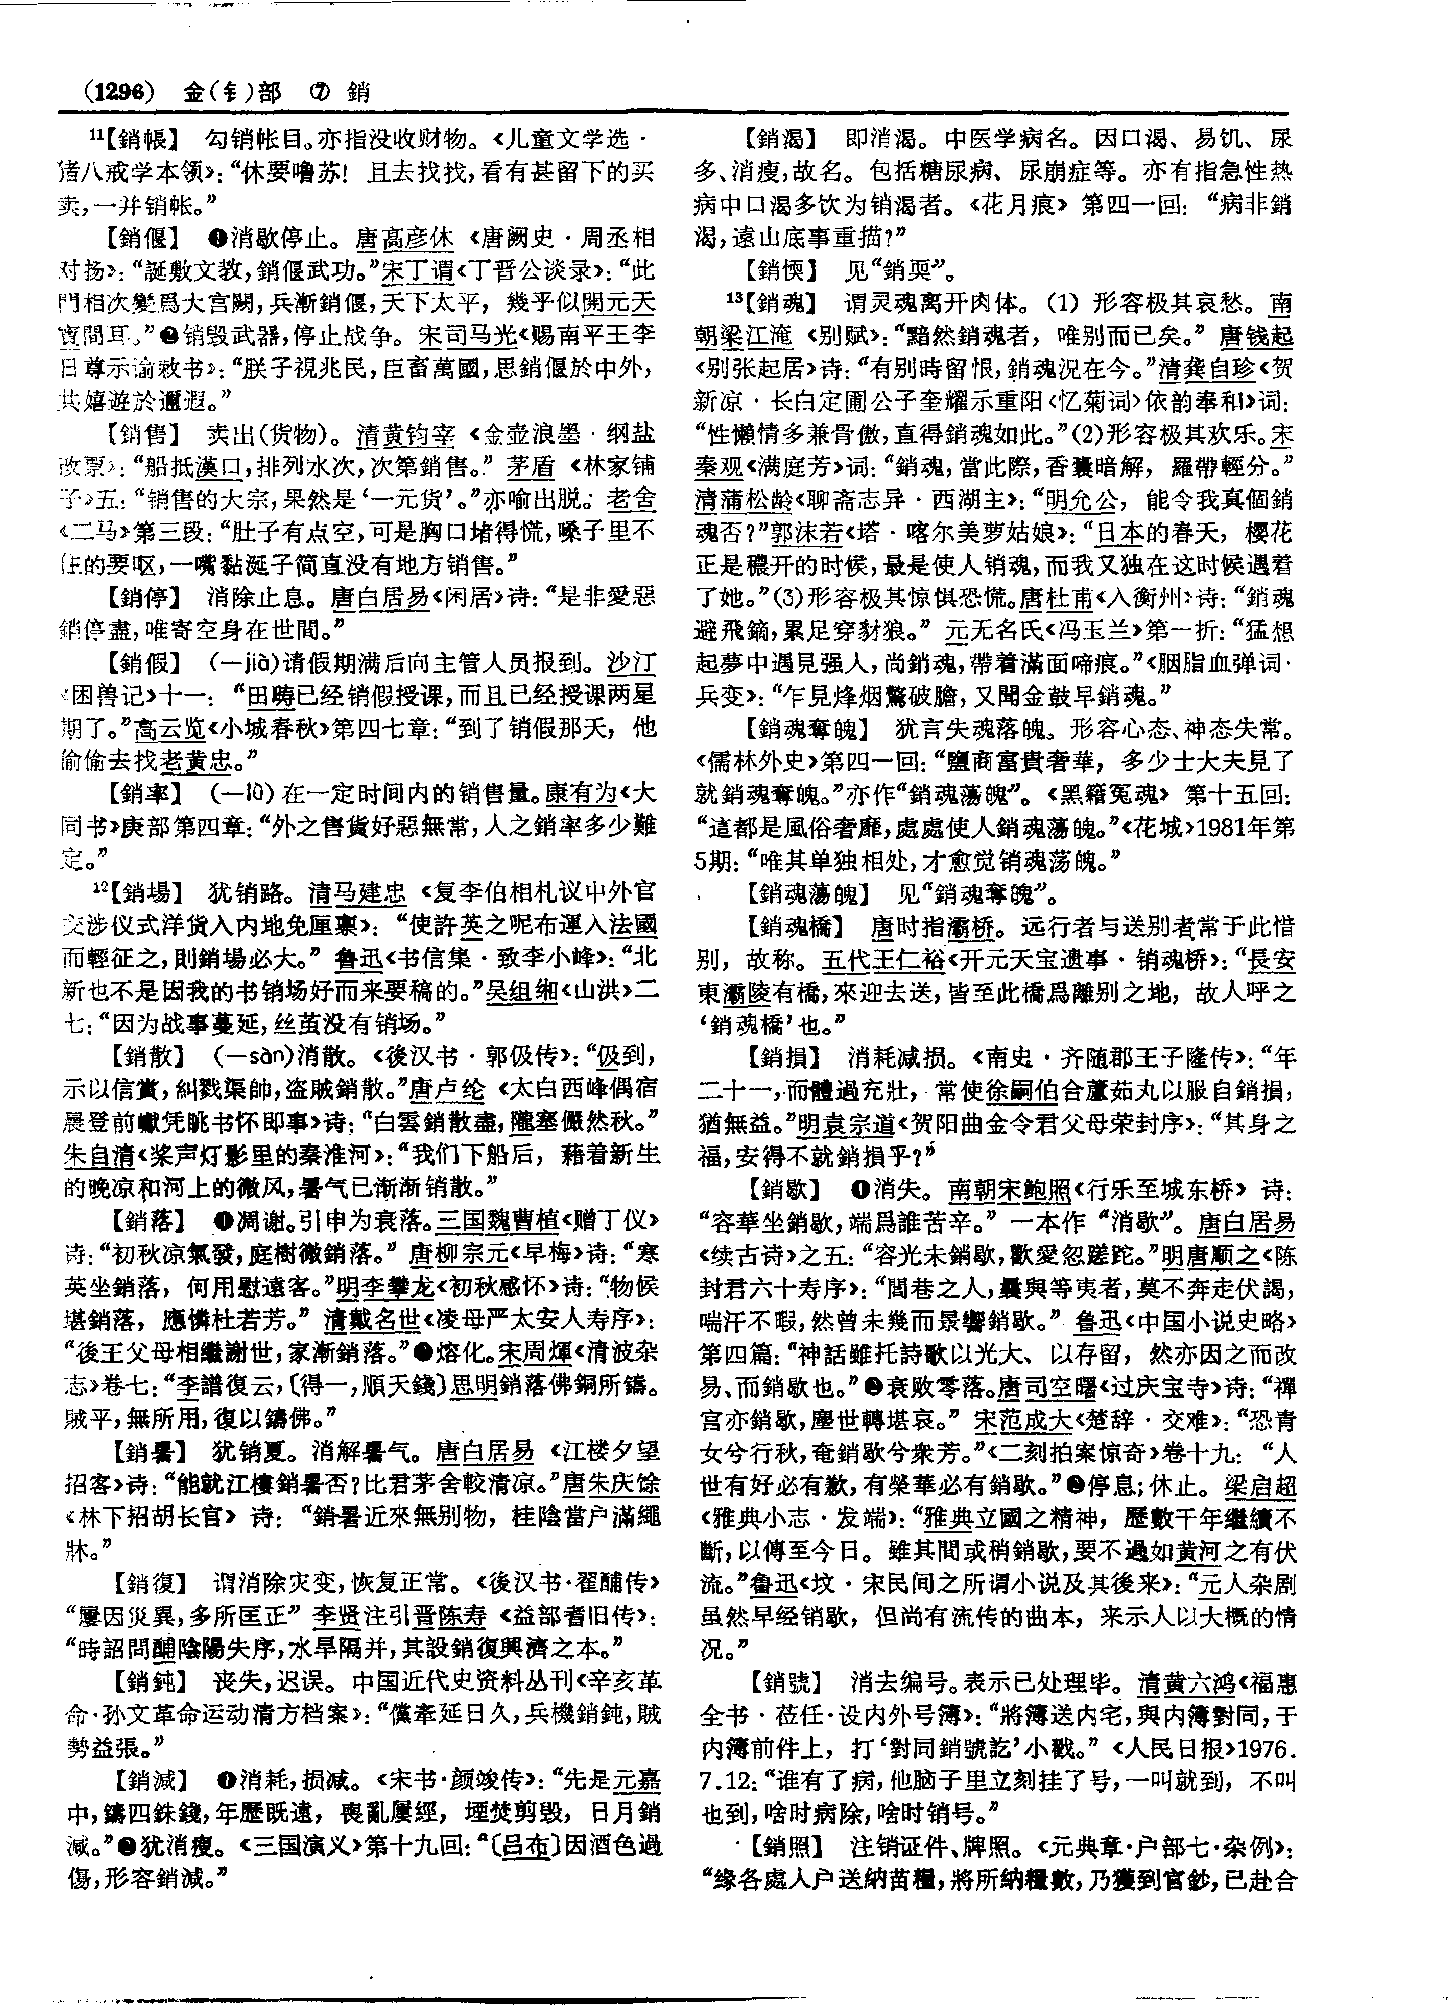 (1296) 金(钅)部 ⑦ 銷
11【銷帳】 勾销帐目。亦指没收财物。《儿童文学选·
猪八戒学本领》：“休要噜苏！且去找找，看有甚留下的买
卖，一并销帐。”
【銷偃】 ❶消歇停止。唐高彦休《唐阙史·周丞相
对扬》：“誕敷文教，銷偃武功。”宋丁谓《丁晋公谈录》：“此
門相次變爲大宫闕，兵漸銷偃，天下太平，幾乎似開元天
寶間耳。”❷销毁武器，停止战争。宋司马光《赐南平王李
日尊示谕敕书》：“朕子視兆民，臣畜萬國，思銷偃於中外，
共嬉遊於邇遐。”
【銷售】 卖出(货物)。清黄钧宰《金壶浪墨·纲盐
改票》：“船抵漢口，排列水次，次第銷售。”茅盾《林家铺
子》五：“销售的大宗，果然是‘一元货’。”亦喻出脱。老舍
《二马》第三段：“肚子有点空，可是胸口堵得慌，嗓子里不
住的要呕，一嘴黏涎子简直没有地方销售。”
【銷停】 消除止息。唐白居易《闲居》诗：“是非愛惡
銷停盡，唯寄空身在世間。”
【銷假】 (—jià)请假期满后向主管人员报到。沙汀
《困兽记》十一：“田畴已经销假授课，而且已经授课两星
期了。”高云览《小城春秋》第四七章：“到了销假那天，他
偷偷去找老黄忠。”
【銷率】 (—lǜ)在一定时间内的销售量。康有为《大
同书》庚部第四章：“外之售貨好惡無常，人之銷率多少難
定。”
12【銷場】 犹销路。清马建忠《复李伯相札议中外官
交涉仪式洋货入内地免厘禀》：“使許英之呢布運入法國
而輕征之，則銷場必大。”鲁迅《书信集·致李小峰》：“北
新也不是因我的书销场好而来要稿的。”吴组缃《山洪》二
七：“因为战事蔓延，丝茧没有销场。”
【銷散】 (—sàn)消散。《後汉书·郭伋传》：“伋到，
示以信賞，糾戮渠帥，盗賊銷散。”唐卢纶《太白西峰偶宿
晨登前巘凭眺书怀即事》诗：“白雲銷散盡，隴塞儼然秋。”
朱自清《桨声灯影里的秦淮河》：“我们下船后，藉着新生
的晚凉和河上的微风，暑气已渐渐销散。”
【銷落】 ❶凋谢。引申为衰落。三国魏曹植《赠丁仪》
诗：“初秋凉氣發，庭樹微銷落。”唐柳宗元《早梅》诗：“寒
英坐銷落，何用慰遠客。”明李攀龙《初秋感怀》诗：“物候
堪銷落，應憐杜若芳。”清戴名世《凌母严太安人寿序》：
“後王父母相繼謝世，家漸銷落。”❷熔化。宋周煇《清波杂
志》卷七：“李譜復云，〔得一，順天錢〕思明銷落佛銅所鑄。
賊平，無所用，復以鑄佛。”
【銷暑】 犹销夏。消解暑气。唐白居易《江楼夕望
招客》诗：“能就江樓銷暑否？比君茅舍較清凉。”唐朱庆馀
《林下招胡长官》诗：“銷暑近來無别物，桂陰當户滿繩
牀。”
【銷復】 谓消除灾变，恢复正常。《後汉书·翟酺传》
“屢因災異，多所匡正”李贤注引晋陈寿《益部耆旧传》：
“時詔問酺陰陽失序，水旱隔并，其設銷復興濟之本。”
【銷鈍】 丧失，迟误。中国近代史资料丛刊《辛亥革
命·孙文革命运动清方档案》：“儻牽延日久，兵機銷鈍，賊
勢益張。”
【銷減】 ❶消耗，损减。《宋书·颜竣传》：“先是元嘉
中，鑄四銖錢，年歷既遠，喪亂屢經，堙焚剪毁，日月銷
減。”❷犹消瘦。《三国演义》第十九回：“〔吕布〕因酒色過
傷，形容銷減。”
【銷渴】 即消渴。中医学病名。因口渴、易饥、尿
多、消瘦，故名。包括糖尿病、尿崩症等。亦有指急性热
病中口渴多饮为销渴者。《花月痕》第四一回：“病非銷
渴，遠山底事重描？”
【銷愞】 见“銷耎”。
13【銷魂】 谓灵魂离开肉体。(1)形容极其哀愁。南
朝梁江淹《别赋》：“黯然銷魂者，唯别而已矣。”唐钱起
《别张起居》诗：“有别時留恨，銷魂況在今。”清龚自珍《贺
新凉·长白定圃公子奎耀示重阳〈忆菊词〉依韵奉和》词：
“性懶情多兼骨傲，直得銷魂如此。”(2)形容极其欢乐。宋
秦观《满庭芳》词：“銷魂，當此際，香囊暗解，羅帶輕分。”
清蒲松龄《聊斋志异·西湖主》：“明允公，能令我真個銷
魂否？”郭沫若《塔·喀尔美萝姑娘》：“日本的春天，樱花
正是穠开的时候，最是使人销魂，而我又独在这时候遇着
了她。”(3)形容极其惊惧恐慌。唐杜甫《入衡州》诗：“銷魂
避飛鏑，累足穿豺狼。”元无名氏《冯玉兰》第一折：“猛想
起夢中遇見强人，尚銷魂，帶着滿面啼痕。”《胭脂血弹词·
兵变》：“乍見烽烟驚破膽，又聞金鼓早銷魂。”
【銷魂奪魄】 犹言失魂落魄。形容心态、神态失常。
《儒林外史》第四一回：“鹽商富貴奢華，多少士大夫見了
就銷魂奪魄。”亦作“銷魂蕩魄”。《黑籍冤魂》第十五回：
“這都是風俗奢靡，處處使人銷魂蕩魄。”《花城》1981年第
5期：“唯其单独相处，才愈觉销魂荡魄。”
【銷魂蕩魄】 见“銷魂奪魄”。
【銷魂橋】 唐时指灞桥。远行者与送别者常于此惜
别，故称。五代王仁裕《开元天宝遗事·销魂桥》：“長安
東灞陵有橋，來迎去送，皆至此橋爲離别之地，故人呼之
‘銷魂橋’也。”
【銷損】 消耗减损。《南史·齐随郡王子隆传》：“年
二十一，而體過充壯，常使徐嗣伯合蘆茹丸以服自銷損，
猶無益。”明袁宗道《贺阳曲金令君父母荣封序》：“其身之
福，安得不就銷損乎？”
【銷歇】 ❶消失。南朝宋鲍照《行乐至城东桥》诗：
“容華坐銷歇，端爲誰苦辛。”一本作“消歇”。唐白居易
《续古诗》之五：“容光未銷歇，歡愛忽蹉跎。”明唐顺之《陈
封君六十寿序》：“閭巷之人，曩與等夷者，莫不奔走伏謁，
喘汗不暇，然曾未幾而景響銷歇。”鲁迅《中国小说史略》
第四篇：“神話雖托詩歌以光大、以存留，然亦因之而改
易、而銷歇也。”❷衰败零落。唐司空曙《过庆宝寺》诗：“禪
宫亦銷歇，塵世轉堪哀。”宋范成大《楚辞·交难》：“恐青
女兮行秋，奄銷歇兮衆芳。”《二刻拍案惊奇》卷十九：“人
世有好必有歉，有榮華必有銷歇。”❸停息；休止。梁启超
《雅典小志·发端》：“雅典立國之精神，歷數千年繼續不
斷，以傳至今日。雖其間或稍銷歇，要不過如黄河之有伏
流。”鲁迅《坟·宋民间之所谓小说及其後来》：“元人杂剧
虽然早经销歇，但尚有流传的曲本，来示人以大概的情
况。”
【銷號】 消去编号。表示已处理毕。清黄六鸿《福惠
全书·莅任·设内外号簿》：“將簿送内宅，與内簿對同，于
内簿前件上，打‘對同銷號訖’小戳。”《人民日报》1976.
7.12：“谁有了病，他脑子里立刻挂了号，一叫就到，不叫
也到，啥时病除，啥时销号。”
【銷照】 注销证件、牌照。《元典章·户部七·杂例》：
“缘各處人户送納苗糧，將所納糧數，乃獲到官鈔，已赴合